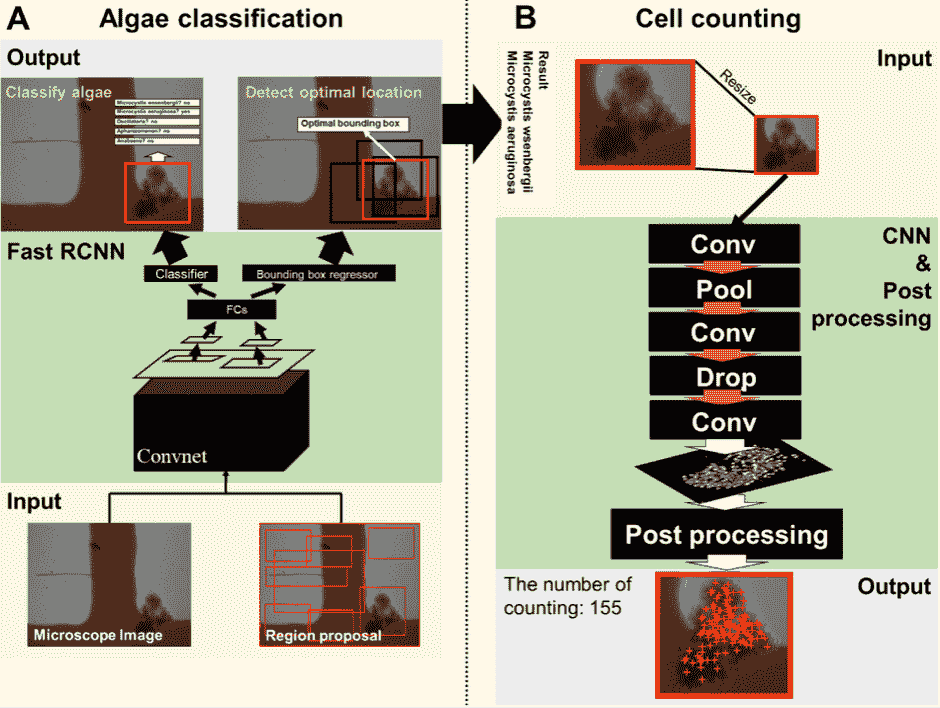 A
Algae classification
Output
Classify algae
Microcystis wesenbergii? no
Microcystis aeruginosa? yes
Oscillatoria? no
Aphanizomenon? no
Anabaena? no
Detect optimal location
Optimal bounding box
Fast RCNN
Classifier
Bounding box regressor
FCs
Convnet
Input
Microscope Image
Region proposal
B
Cell counting
Result
Microcystis wsenbergii
Microcystis aeruginosa
Input
Resize
CNN
&
Post
processing
Conv
Pool
Conv
Drop
Conv
Post processing
The number of
counting: 155
Output